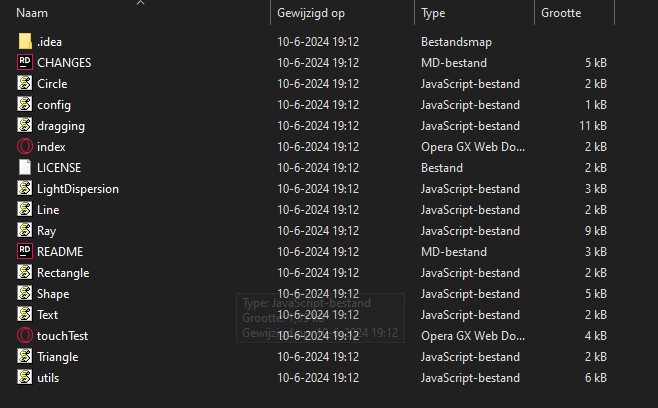 Naam Gewijzigd op Type Grootte
.idea 10-6-2024 19:12 Bestandsmap
CHANGES 10-6-2024 19:12 MD-bestand 5 kB
Circle 10-6-2024 19:12 JavaScript-bestand 2 kB
config 10-6-2024 19:12 JavaScript-bestand 1 kB
dragging 10-6-2024 19:12 JavaScript-bestand 11 kB
index 10-6-2024 19:12 Opera GX Web Do... 2 kB
LICENSE 10-6-2024 19:12 Bestand 2 kB
LightDispersion 10-6-2024 19:12 JavaScript-bestand 3 kB
Line 10-6-2024 19:12 JavaScript-bestand 2 kB
Ray 10-6-2024 19:12 JavaScript-bestand 9 kB
README 10-6-2024 19:12 MD-bestand 3 kB
Rectangle 10-6-2024 19:12 JavaScript-bestand 2 kB
Shape 10-6-2024 19:12 JavaScript-bestand 5 kB
Type: JavaScript-bestand
Text 10-6-2024 19:12 JavaScript-bestand 2 kB
Grootte:
touchTest 10-6-2024 19:12 Opera GX Web Do... 4 kB
Gewijzigd op: 10-6-2024 19:12
Triangle 10-6-2024 19:12 JavaScript-bestand 2 kB
utils 10-6-2024 19:12 JavaScript-bestand 6 kB